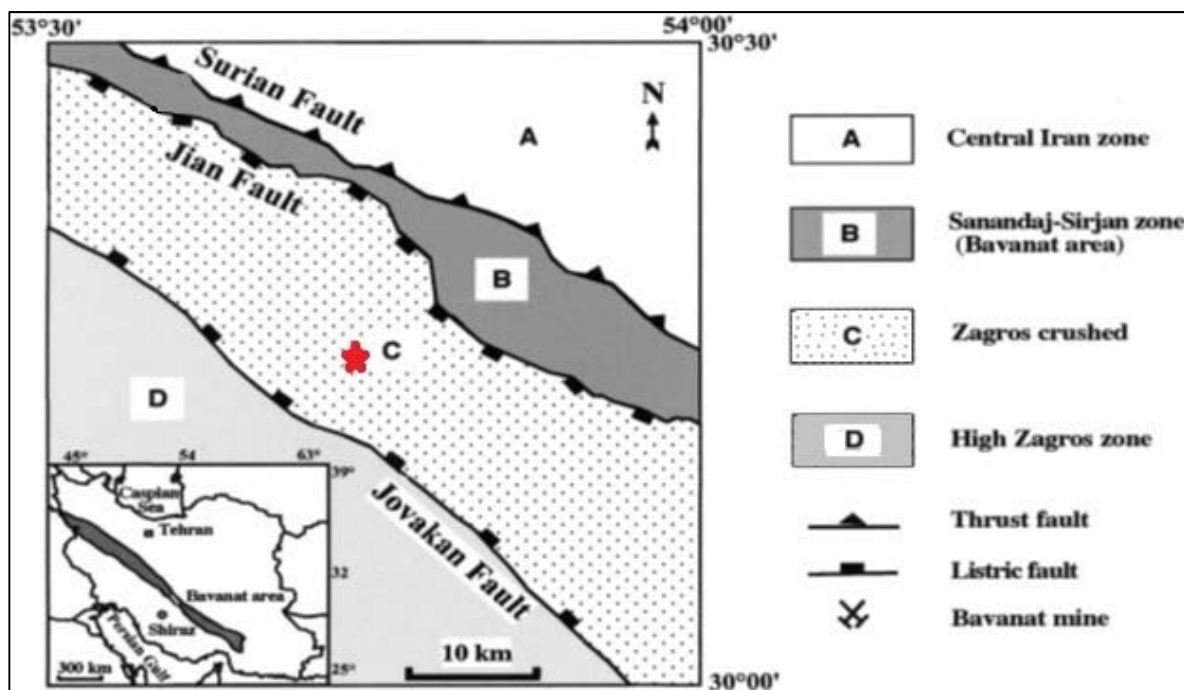 53°30'
54°00'
30°30'
Surian Fault
N
A
Jian Fault
B
C
D
Jovakan Fault
10 km
30°00'
45°
54
63°
39°
Caspian
Sea
Tehran
32
Bavanat area
Shiraz
Persian Gulf
300 km
25°
A
Central Iran zone
B
Sanandaj-Sirjan zone
(Bavanat area)
C
Zagros crushed
D
High Zagros zone
Thrust fault
Listric fault
Bavanat mine